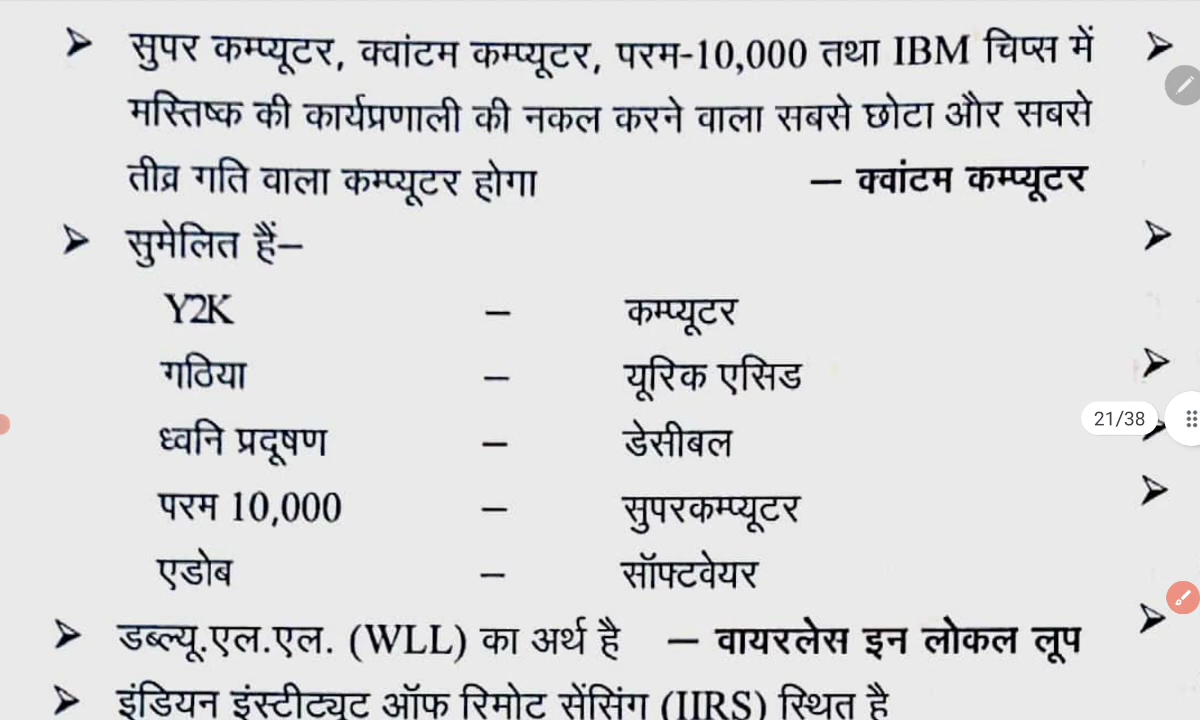 ➤ सुपर कम्प्यूटर, क्वांटम कम्प्यूटर, परम-10,000 तथा IBM चिप्स में
मस्तिष्क की कार्यप्रणाली की नकल करने वाला सबसे छोटा और सबसे
तीव्र गति वाला कम्प्यूटर होगा – क्वांटम कम्प्यूटर
➤ सुमेलित हैं–
Y2K – कम्प्यूटर
गठिया – यूरिक एसिड
21/38
ध्वनि प्रदूषण – डेसीबल
परम 10,000 – सुपरकम्प्यूटर
एडोब – सॉफ्टवेयर
➤ डब्ल्यू.एल.एल. (WLL) का अर्थ है – वायरलेस इन लोकल लूप
➤ इंडियन इंस्टीट्यूट ऑफ रिमोट सेंसिंग (IIRS) स्थित है